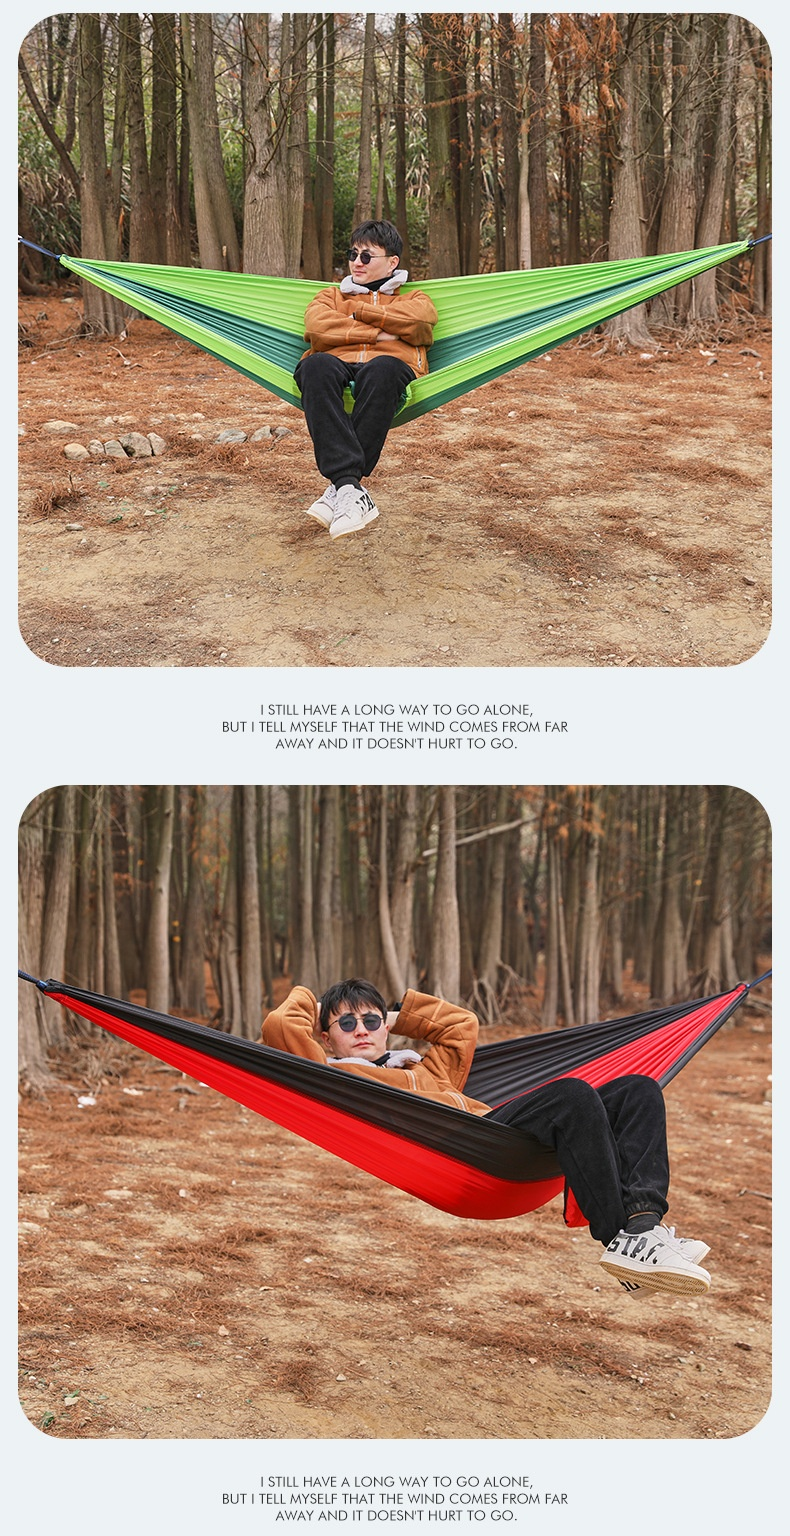 I STILL HAVE A LONG WAY TO GO ALONE,
BUT I TELL MYSELF THAT THE WIND COMES FROM FAR
AWAY AND IT DOESN'T HURT TO GO.
I STILL HAVE A LONG WAY TO GO ALONE,
BUT I TELL MYSELF THAT THE WIND COMES FROM FAR
AWAY AND IT DOESN'T HURT TO GO.